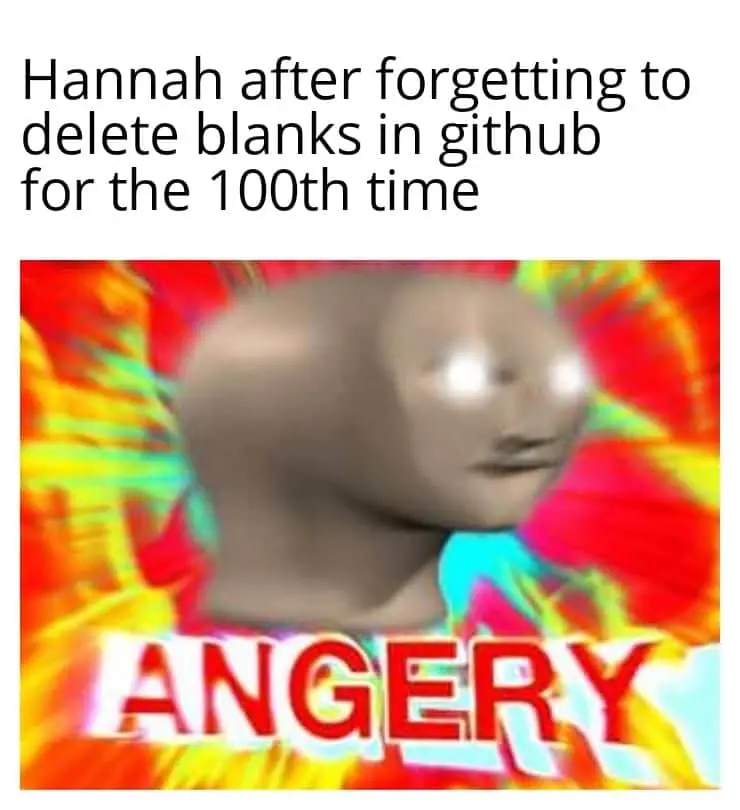 Hannah after forgetting to
delete blanks in github
for the 100th time
ANGERY